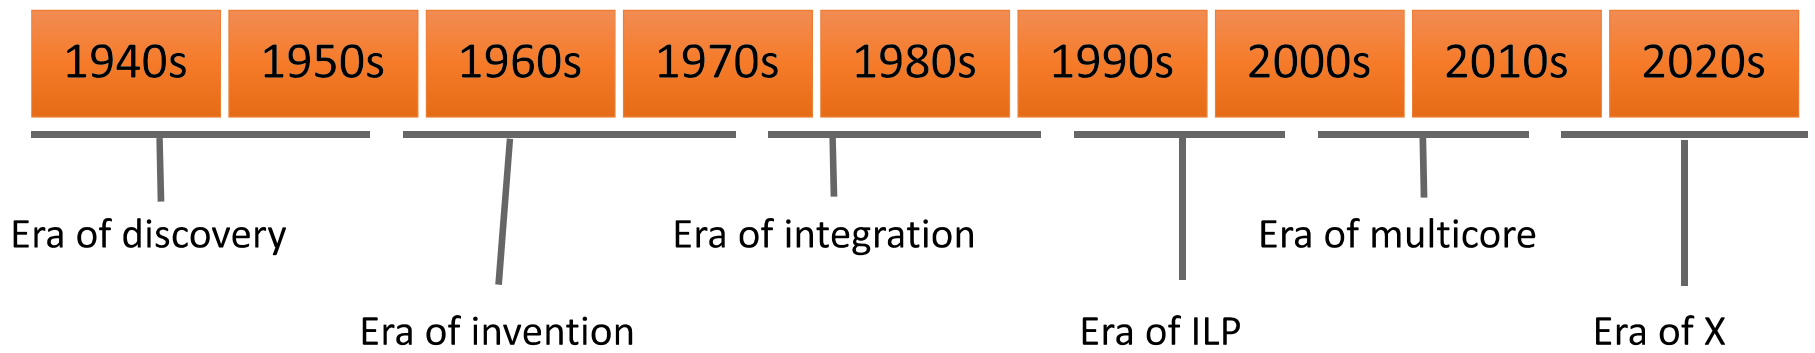 1940s 1950s 1960s 1970s 1980s 1990s 2000s 2010s 2020s
Era of discovery Era of integration Era of multicore
Era of invention Era of ILP Era of X